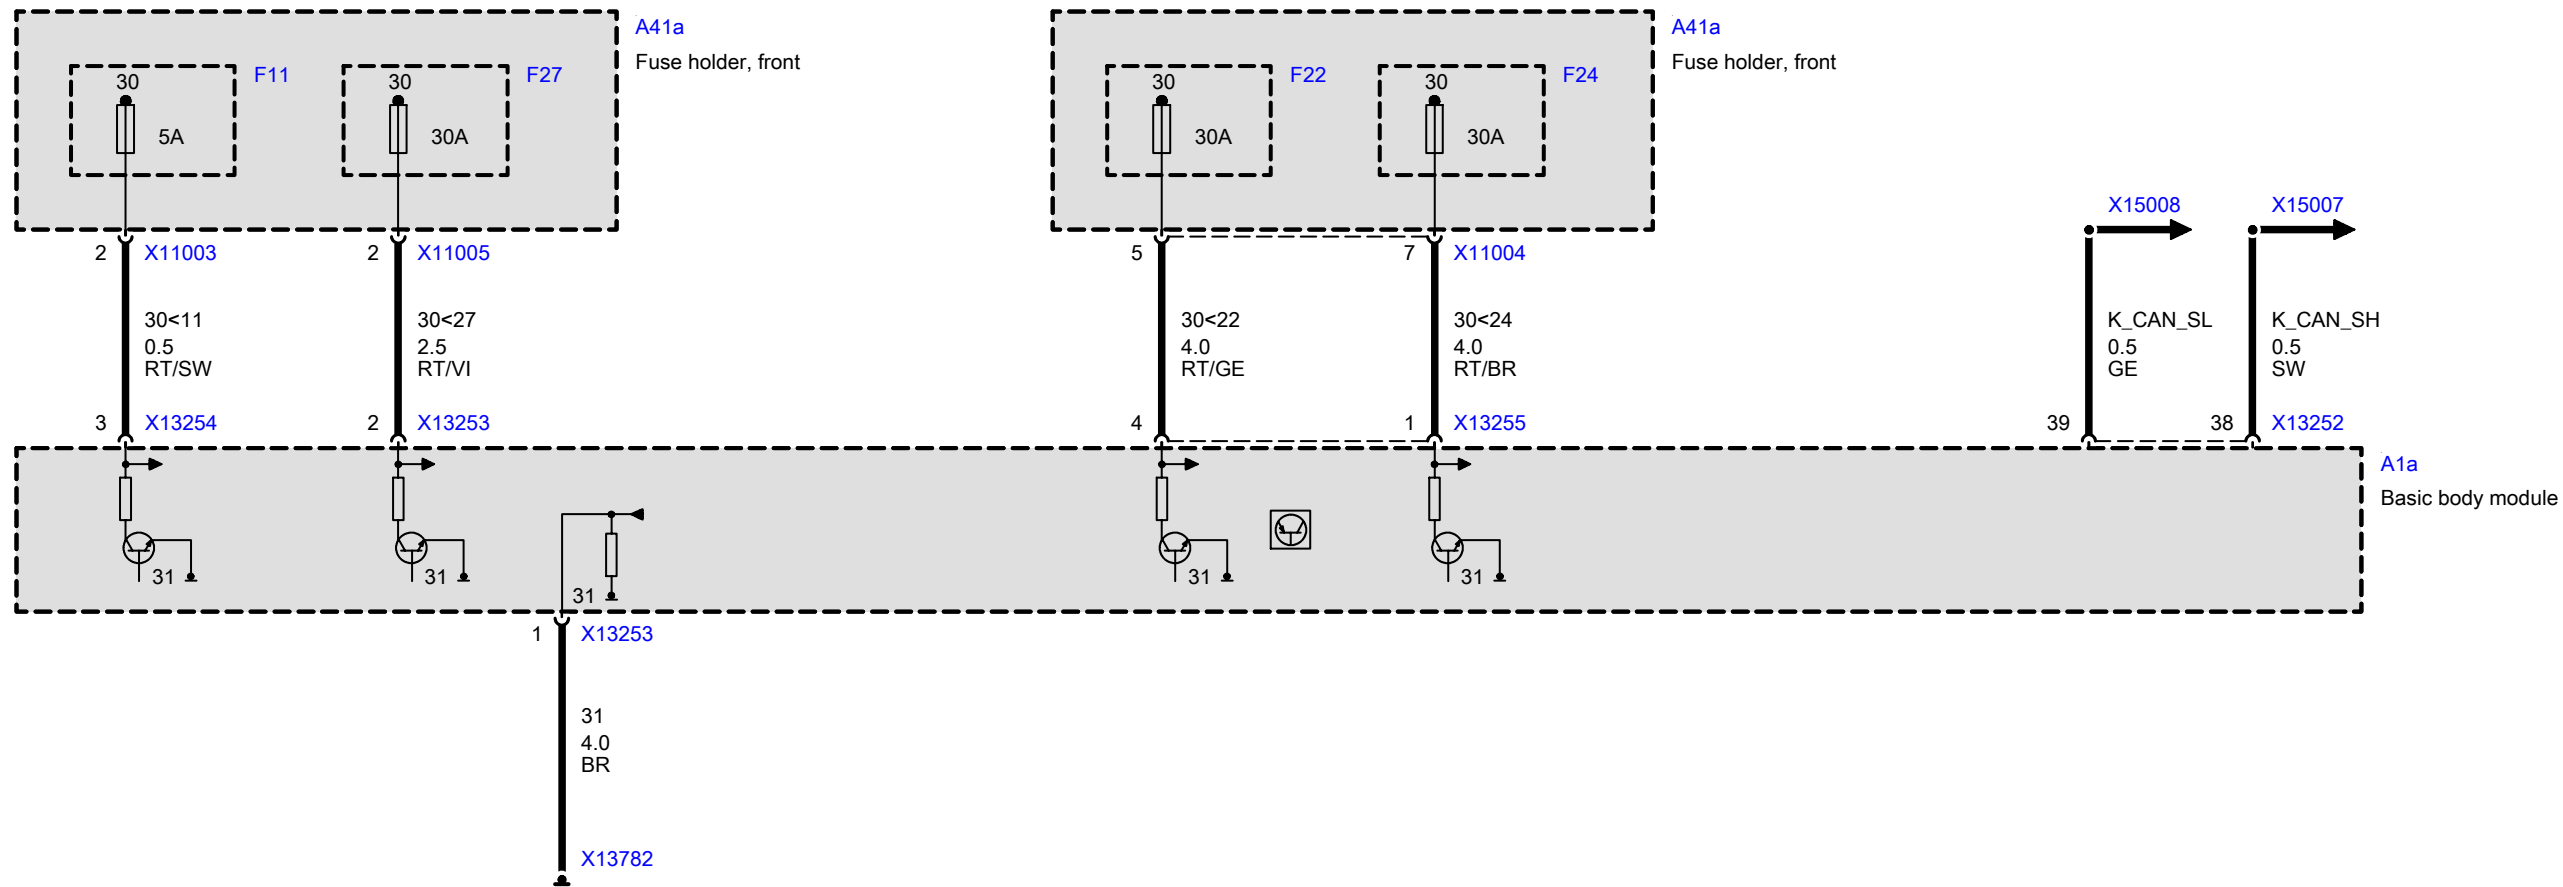 A41a
Fuse holder, front
A41a
Fuse holder, front
F11
F27
F22
F24
30
30
30
30
5A
30A
30A
30A
X15008
X15007
2
X11003
2
X11005
5
7
X11004
30<11
0.5
RT/SW
30<27
2.5
RT/VI
30<22
4.0
RT/GE
30<24
4.0
RT/BR
K_CAN_SL
0.5
GE
K_CAN_SH
0.5
SW
3
X13254
2
X13253
4
1
X13255
39
38
X13252
A1a
Basic body module
31
31
31
31
31
1
X13253
31
4.0
BR
X13782